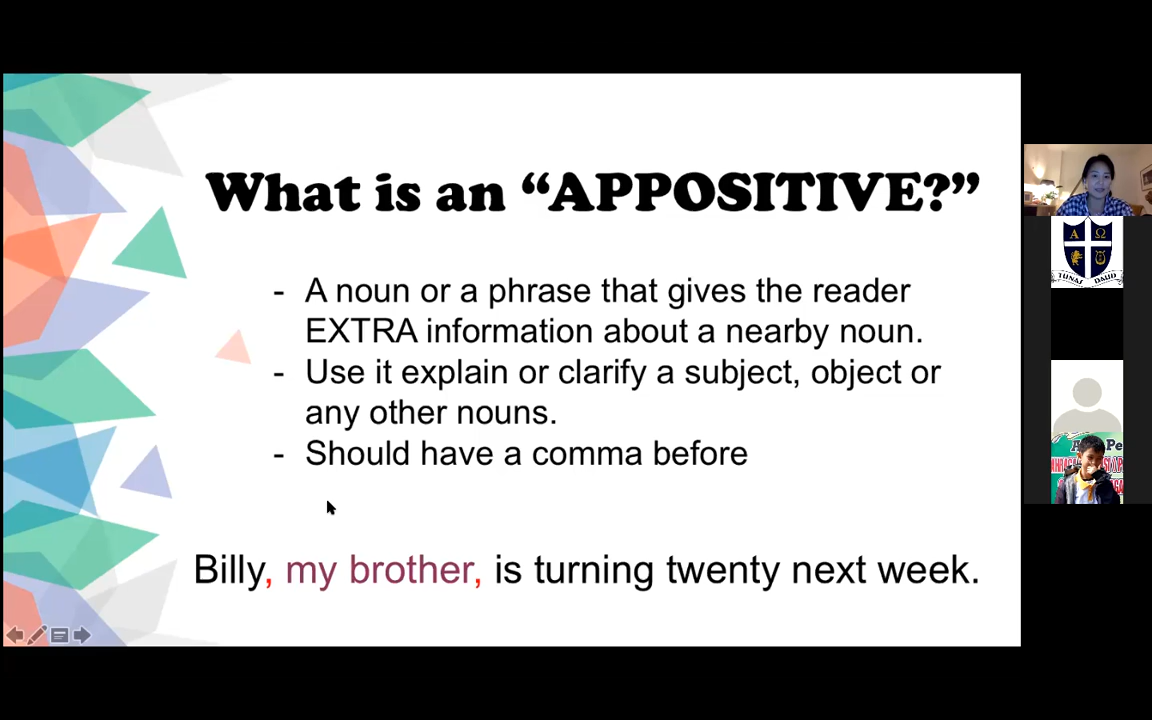 What is an “APPOSITIVE?”
- A noun or a phrase that gives the reader
EXTRA information about a nearby noun.
- Use it explain or clarify a subject, object or
any other nouns.
- Should have a comma before
Billy, my brother, is turning twenty next week.
Α Ω
TUNAS DAUD